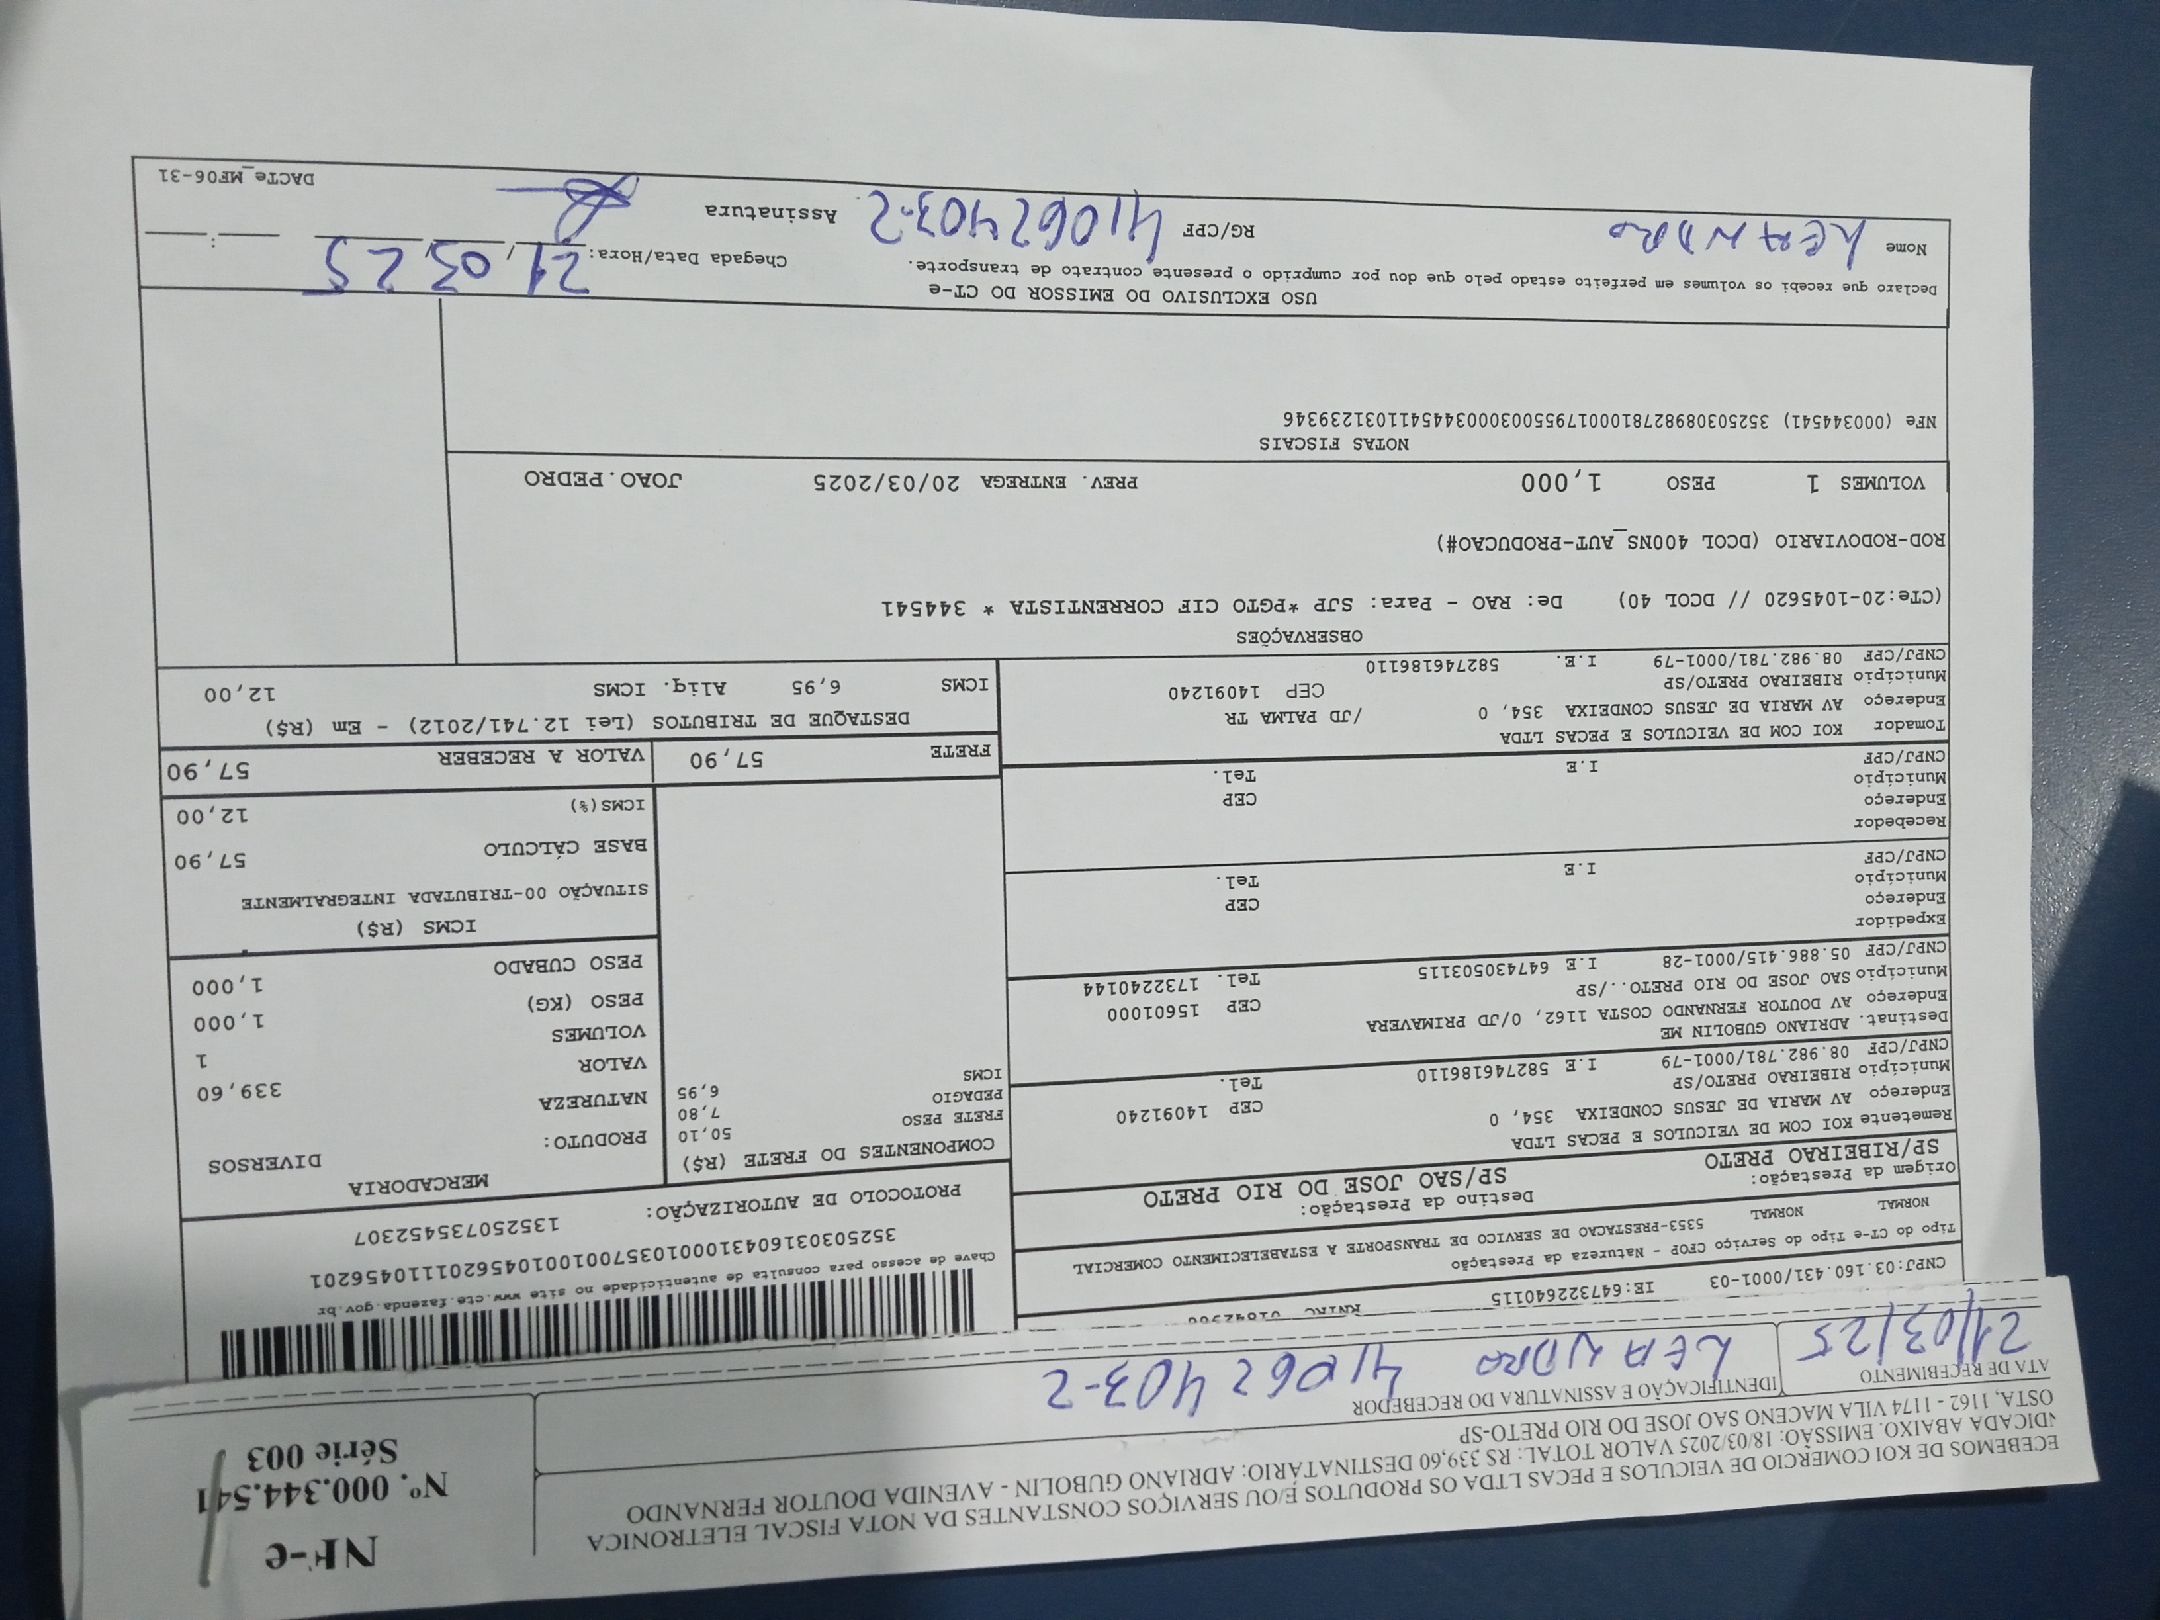 ECEBEMOS DE KOI COMERCIO DE VEICULOS E PECAS LTDA OS PRODUTOS E/OU SERVIÇOS CONSTANTES DA NOTA FISCAL ELETRONICA
NDICADA ABAIXO. EMISSÃO: 18/03/2025 VALOR TOTAL: R$ 339,60 DESTINATARIO: ADRIANO GUBOLIN - AVENIDA DOUTOR FERNANDO
OSTA, 1162 - 1174 VILA MACENO SAO JOSE DO RIO PRETO-SP
NF-e
Nº. 000.344.541
Série 003
ATA DE RECEBIMENTO
21/03/25
IDENTIFICAÇÃO E ASSINATURA DO RECEBEDOR
LEANDRO 41062403-2
CNPJ:03.160.431/0001-03 IE:647322640115 RNTRC
Tipo do CT-e Tipo do Serviço CFOP - Natureza da Prestação
NORMAL NORMAL 5353-PRESTACAO DE SERVICO DE TRANSPORTE A ESTABELECIMENTO COMERCIAL
Chave de acesso para consulta de autenticidade no site www.cte.fazenda.gov.br
35250303160431000103570010010456201110456201
PROTOCOLO DE AUTORIZAÇÃO: 135250735452307
Origem da Prestação: Destino da Prestação:
SP/RIBEIRAO PRETO SP/SAO JOSE DO RIO PRETO
Remetente KOI COM DE VEICULOS E PECAS LTDA
Endereço AV MARIA DE JESUS CONDEIXA 354, 0
Município RIBEIRAO PRETO/SP CEP 14091240
CNPJ/CPF 08.982.781/0001-79 I.E 582746186110 Tel.
Destinat. ADRIANO GUBOLIN ME
Endereço AV DOUTOR FERNANDO COSTA 1162, 0/JD PRIMAVERA
Município SAO JOSE DO RIO PRETO../SP CEP 15601000
CNPJ/CPF 05.886.415/0001-28 I.E 647430503115 Tel. 1732240144
Expedidor
Endereço
Município CEP
CNPJ/CPF I.E Tel.
Recebedor
Endereço
Município CEP
CNPJ/CPF I.E Tel.
Tomador KOI COM DE VEICULOS E PECAS LTDA
Endereço AV MARIA DE JESUS CONDEIXA 354, 0 /JD PALMA TR
Município RIBEIRAO PRETO/SP CEP 14091240
CNPJ/CPF 08.982.781/0001-79 I.E. 582746186110
COMPONENTES DO FRETE (R$)
FRETE PESO 50,10
PEDAGIO 7,80
ICMS 6,95
MERCADORIA
PRODUTO: DIVERSOS
NATUREZA
VALOR 339,60
VOLUMES 1
PESO (KG) 1,000
PESO CUBADO 1,000
ICMS (R$)
SITUAÇÃO 00-TRIBUTADA INTEGRALMENTE
BASE CÁLCULO 57,90
ICMS(%) 12,00
FRETE 57,90 VALOR A RECEBER 57,90
DESTAQUE DE TRIBUTOS (Lei 12.741/2012) - Em (R$)
ICMS 6,95 Aliq. ICMS 12,00
OBSERVAÇÕES
(CTe:20-1045620 // DCOL 40) De: RAO - Para: SJP *PGTO CIF CORRENTISTA * 344541
ROD-RODOVIARIO (DCOL 400NS_AUT-PRODUCAO#)
VOLUMES 1 PESO 1,000 PREV. ENTREGA 20/03/2025 JOAO.PEDRO
NOTAS FISCAIS
NFe (000344541) 35250308982781000179550030003445411031239346
USO EXCLUSIVO DO EMISSOR DO CT-e
Declaro que recebi os volumes em perfeito estado pelo que dou por cumprido o presente contrato de transporte.
Chegada Data/Hora: 21/03 25 :
Nome LEANDRO RG/CPF 41062403-2 Assinatura
DACTe_MF06-31